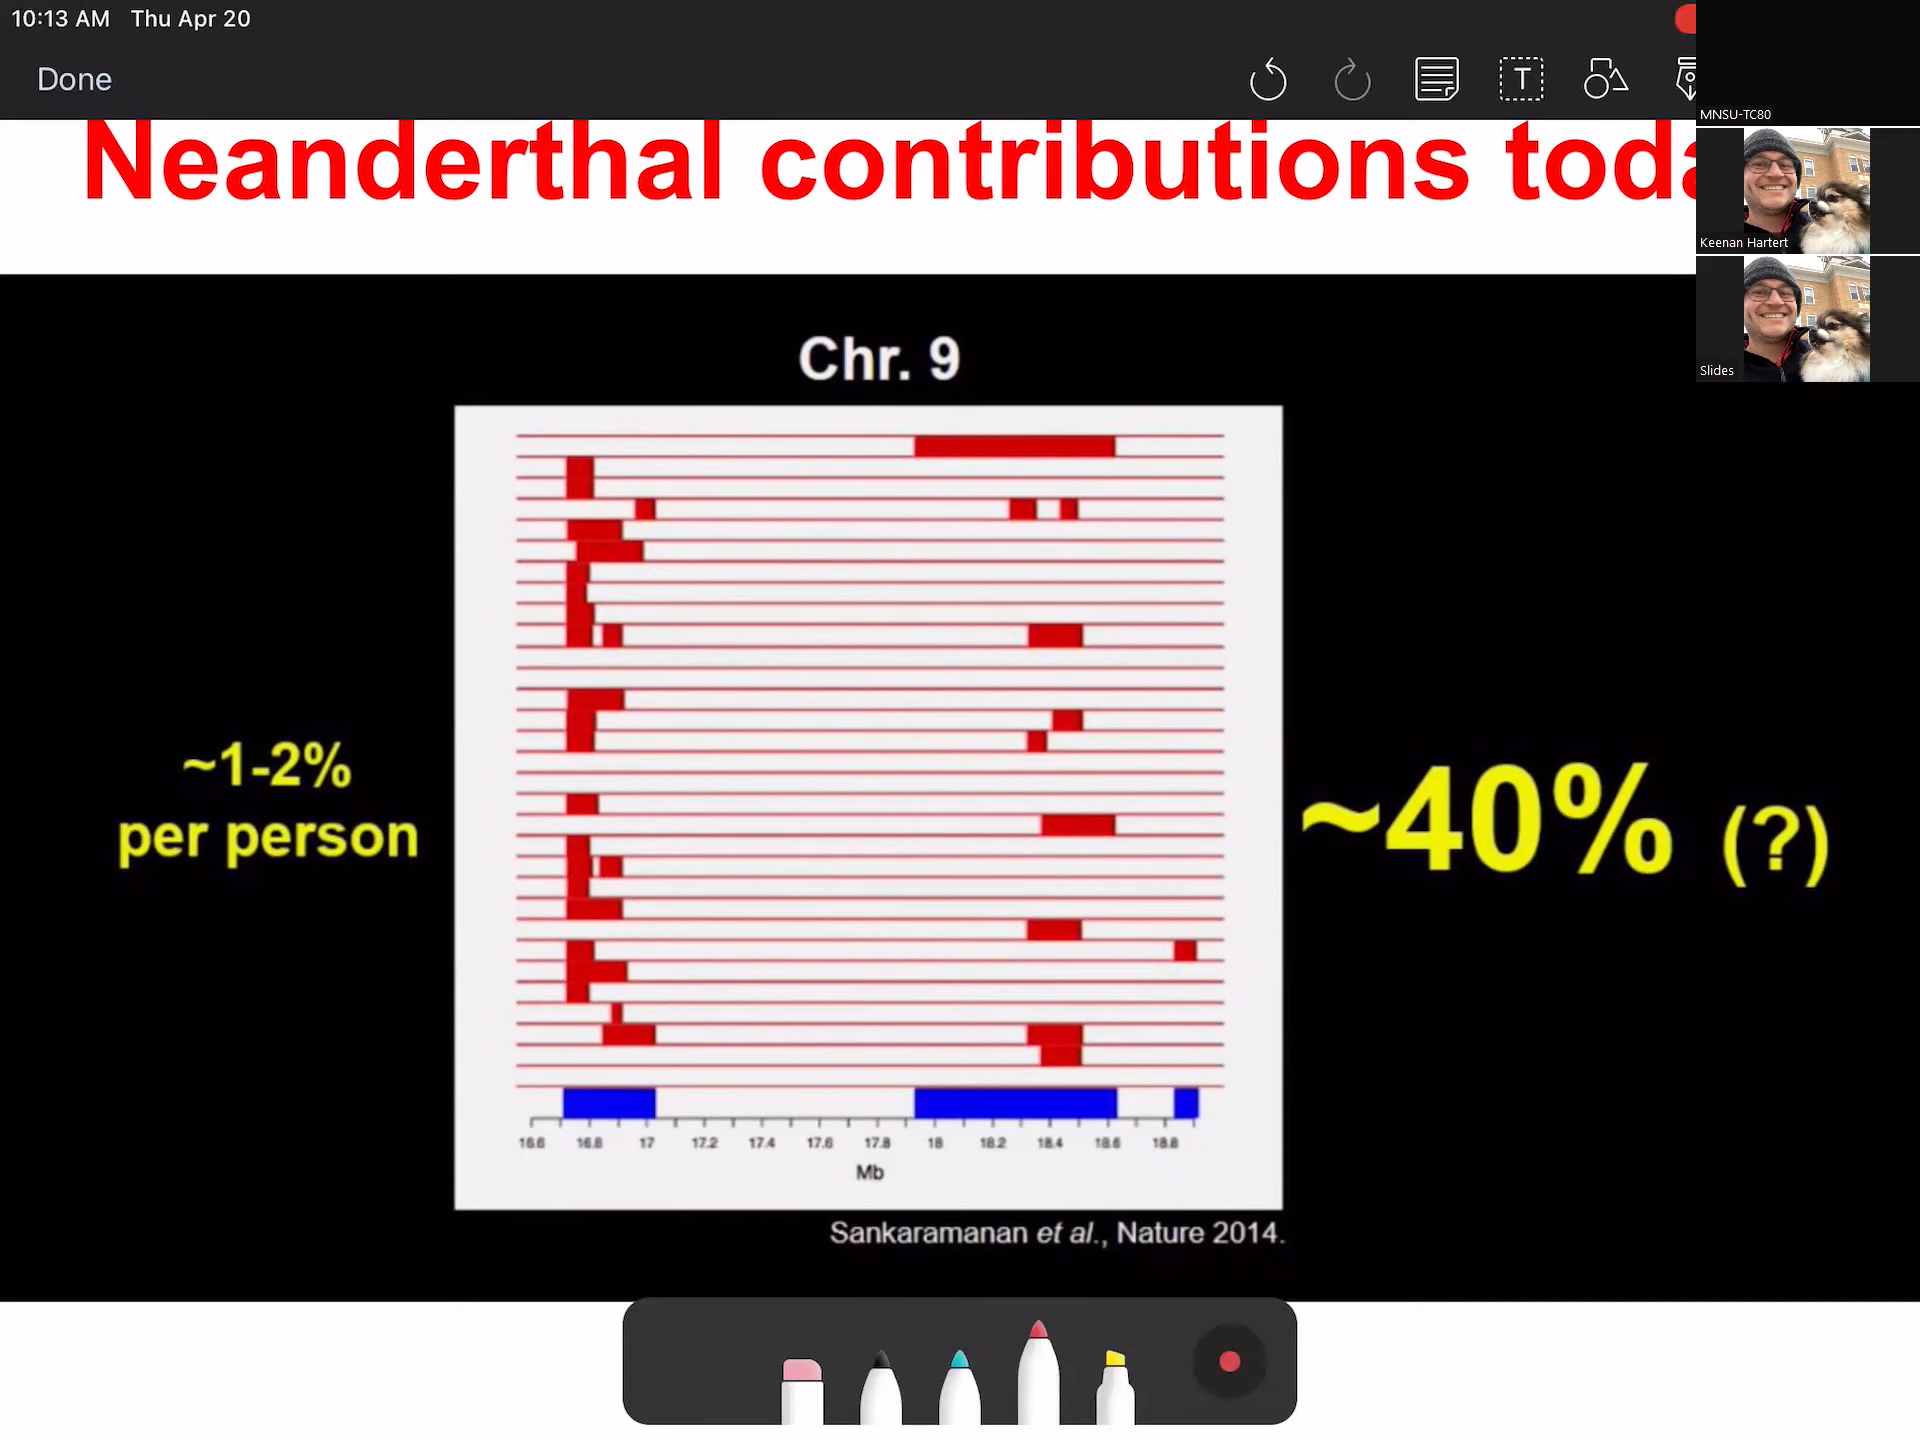 10:13 AM Thu Apr 20
Done
T
MNSU-TC80
Neanderthal contributions toda
Keenan Hartert
Slides
Chr. 9
~1-2%
per person
~40% (?)
16.6 16.8 17 17.2 17.4 17.6 17.8 18 18.2 18.4 18.6 18.8
Mb
Sankaramanan et al., Nature 2014.